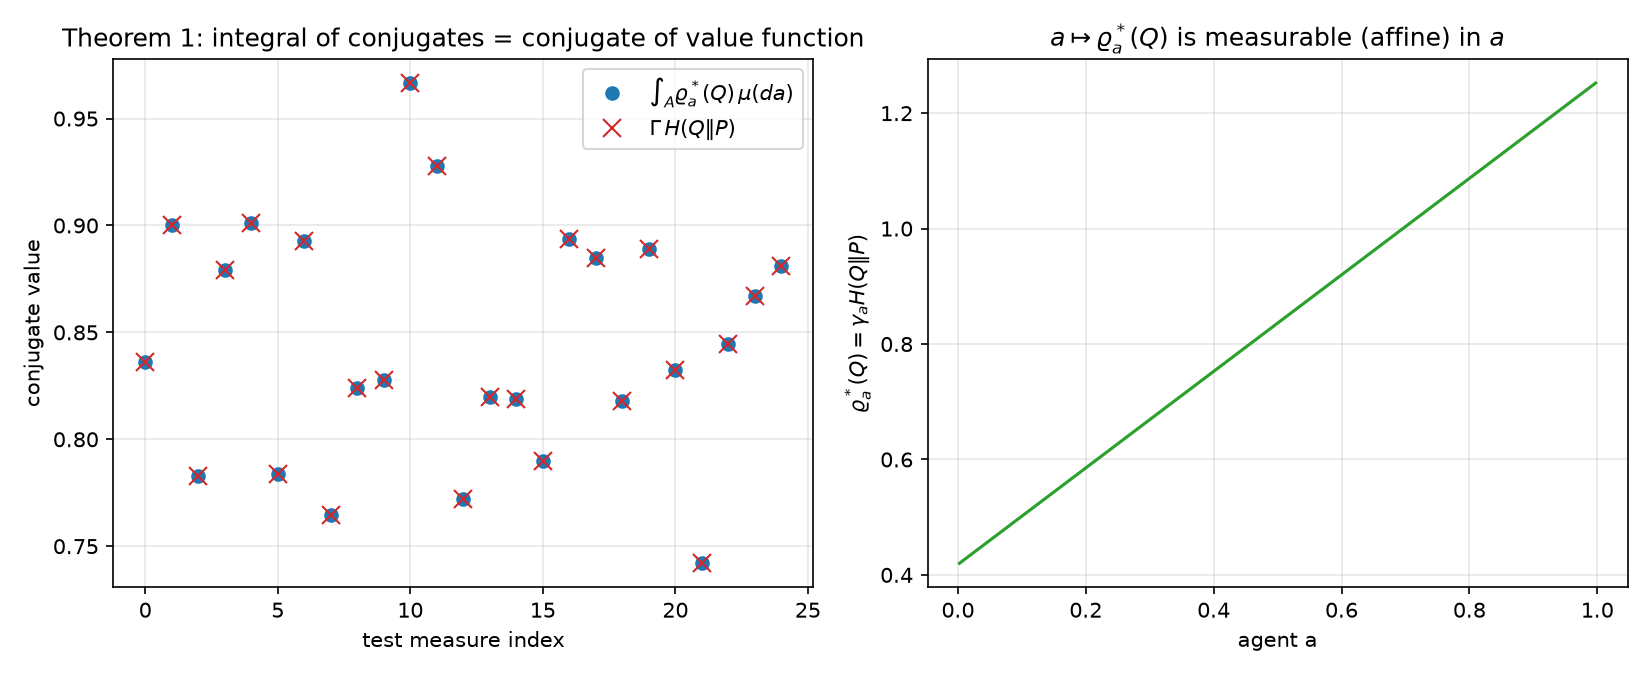 Theorem 1: integral of conjugates = conjugate of value function
∫_A ϱ_a^*(Q) μ(da)
Γ H(Q‖P)
conjugate value
0.95
0.90
0.85
0.80
0.75
0 5 10 15 20 25
test measure index
a ↦ ϱ_a^*(Q) is measurable (affine) in a
ϱ_a^*(Q) = γ_a H(Q‖P)
1.2
1.0
0.8
0.6
0.4
0.0 0.2 0.4 0.6 0.8 1.0
agent a